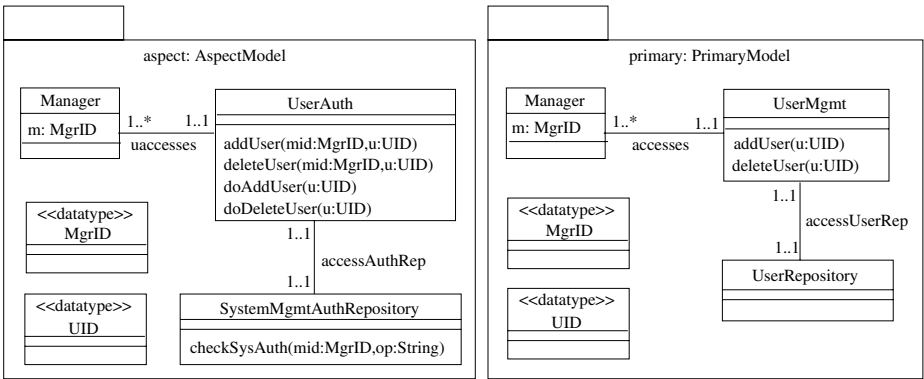 aspect: AspectModel
Manager
m: MgrID
1..*
1..1
uaccesses
UserAuth
addUser(mid:MgrID,u:UID)
deleteUser(mid:MgrID,u:UID)
doAddUser(u:UID)
doDeleteUser(u:UID)
<<datatype>>
MgrID
1..1
accessAuthRep
1..1
<<datatype>>
UID
SystemMgmtAuthRepository
checkSysAuth(mid:MgrID,op:String)
primary: PrimaryModel
Manager
m: MgrID
1..*
1..1
accesses
UserMgmt
addUser(u:UID)
deleteUser(u:UID)
<<datatype>>
MgrID
1..1
accessUserRep
1..1
<<datatype>>
UID
UserRepository